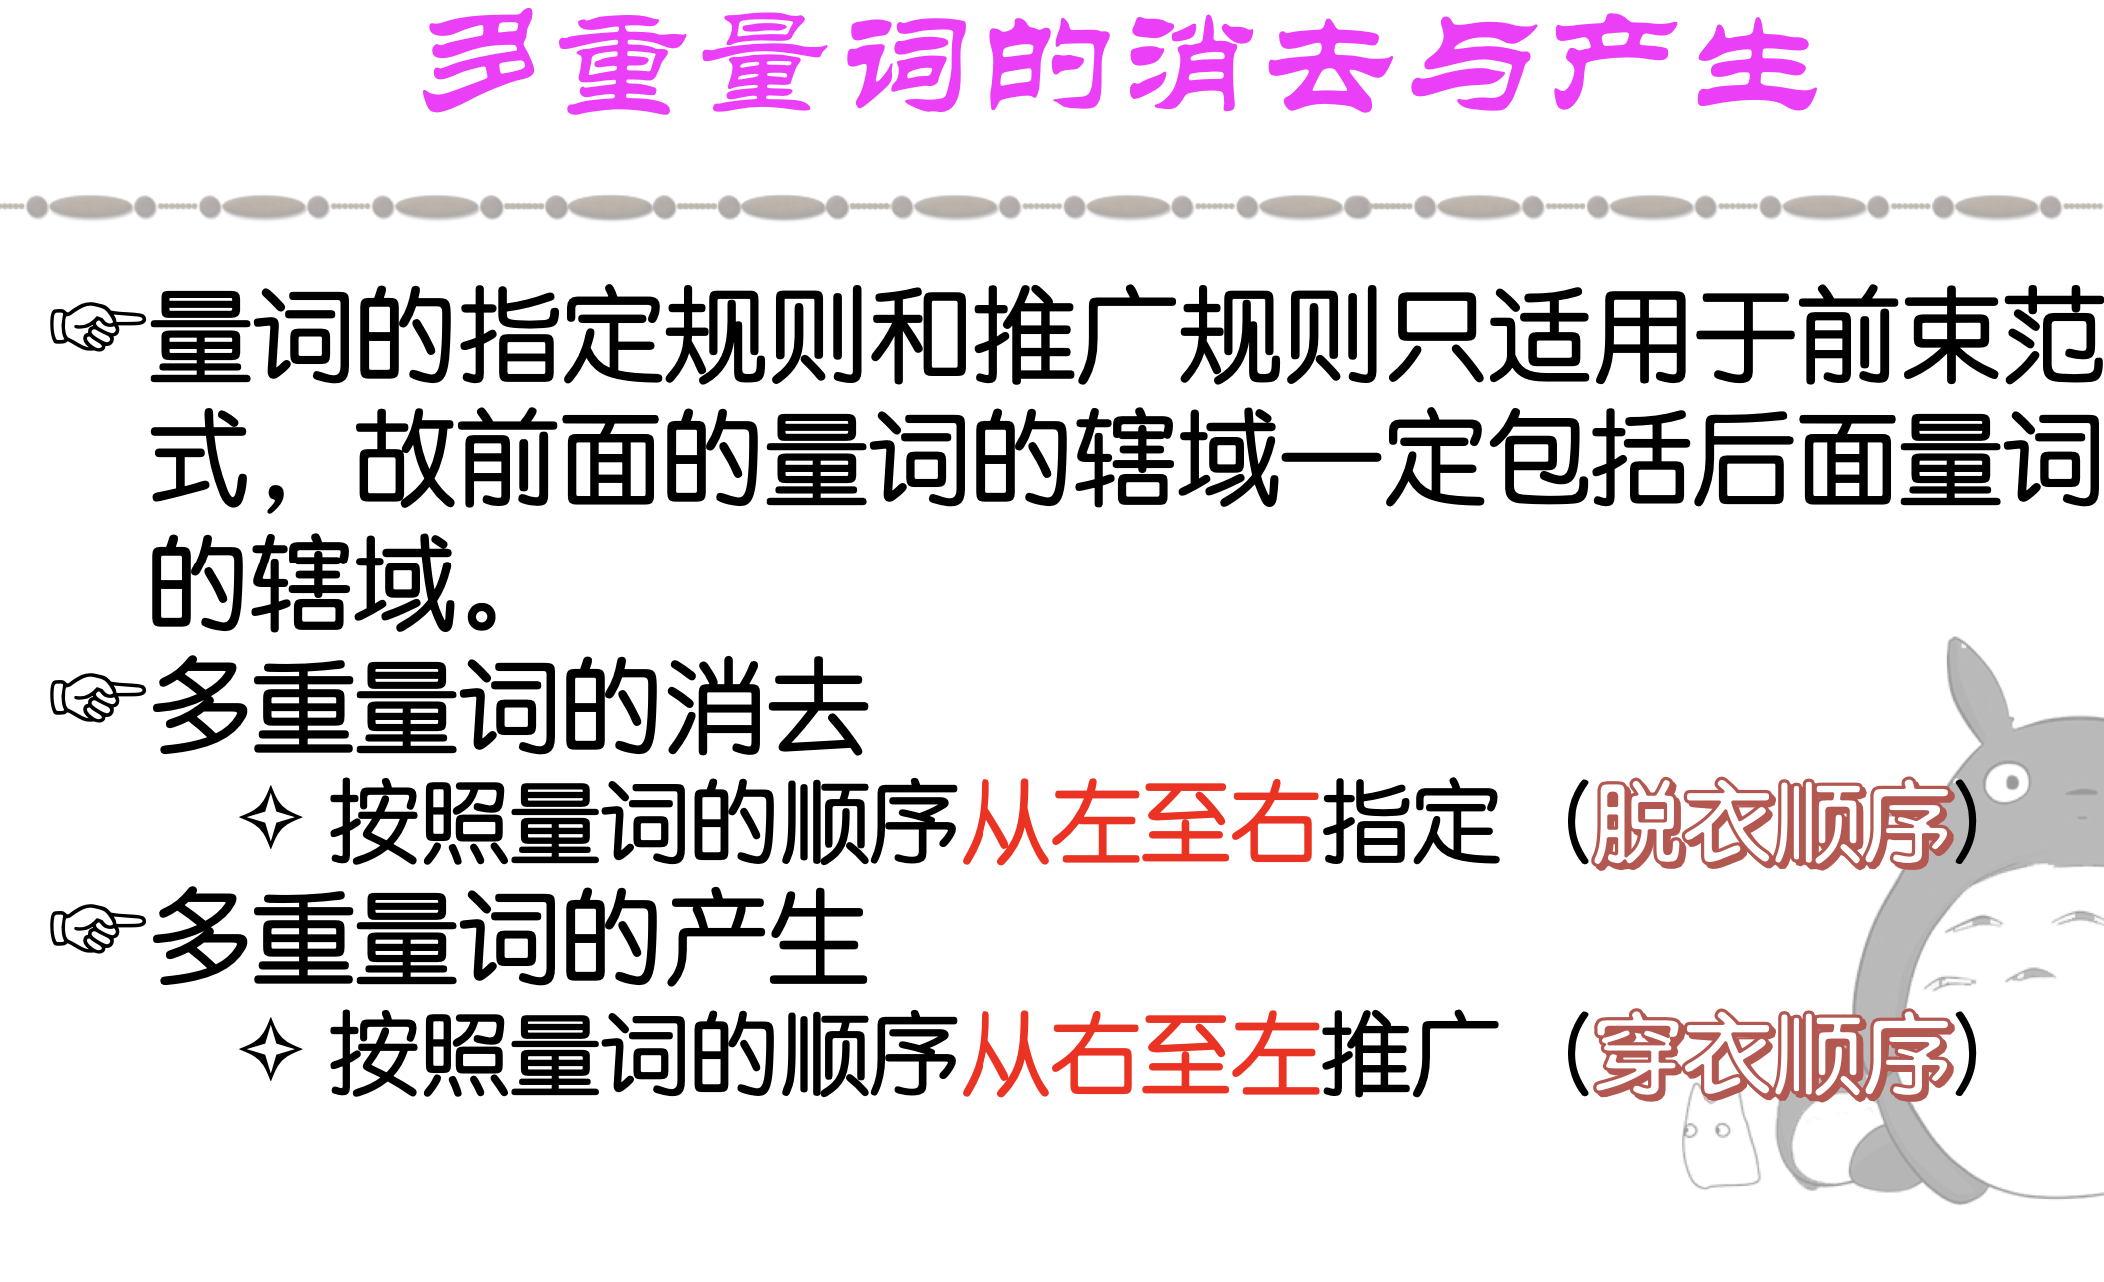 多重量词的消去与产生
☞量词的指定规则和推广规则只适用于前束范
式，故前面的量词的辖域一定包括后面量词
的辖域。
☞多重量词的消去
✧ 按照量词的顺序从左至右指定（脱衣顺序）
☞多重量词的产生
✧ 按照量词的顺序从右至左推广（穿衣顺序）